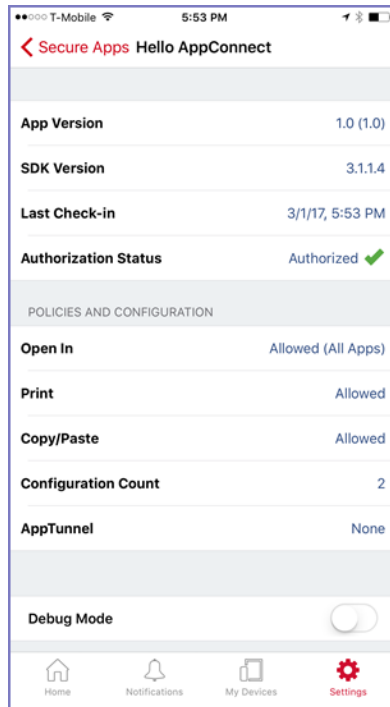 T-Mobile 5:53 PM
Secure Apps Hello AppConnect
App Version 1.0 (1.0)
SDK Version 3.1.1.4
Last Check-in 3/1/17, 5:53 PM
Authorization Status Authorized
POLICIES AND CONFIGURATION
Open In Allowed (All Apps)
Print Allowed
Copy/Paste Allowed
Configuration Count 2
AppTunnel None
Debug Mode
Home Notifications My Devices Settings